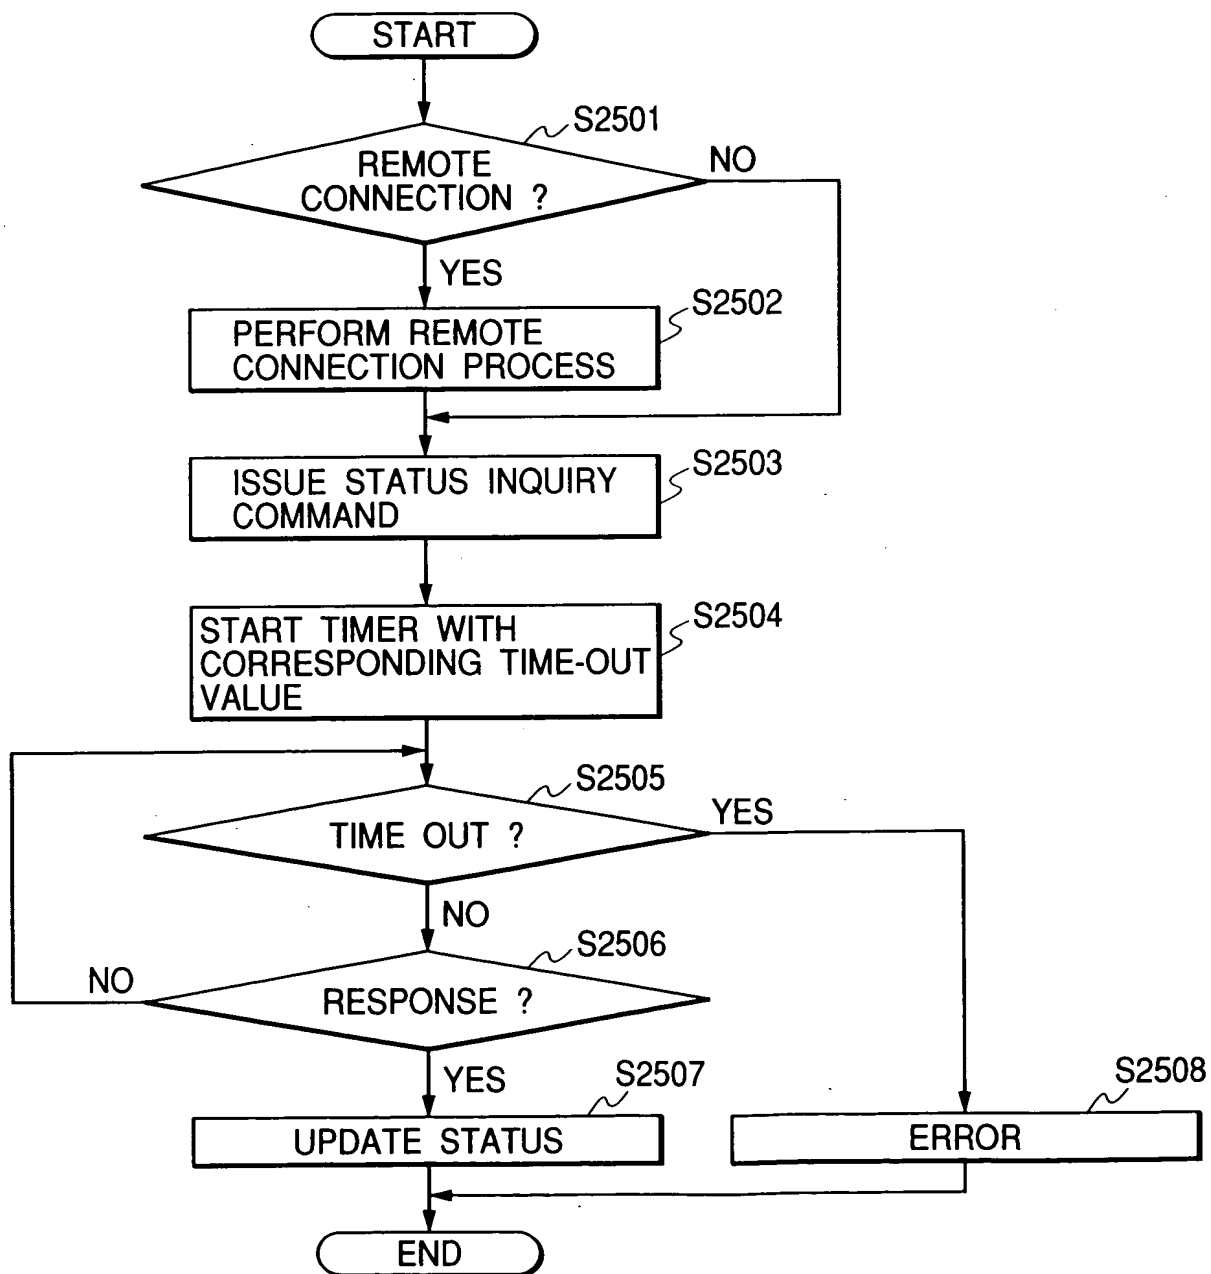 START
S2501
REMOTE
CONNECTION ?
NO
YES
S2502
PERFORM REMOTE
CONNECTION PROCESS
S2503
ISSUE STATUS INQUIRY
COMMAND
S2504
START TIMER WITH
CORRESPONDING TIME-OUT
VALUE
S2505
TIME OUT ?
YES
NO
S2506
RESPONSE ?
NO
YES
S2507
UPDATE STATUS
S2508
ERROR
END